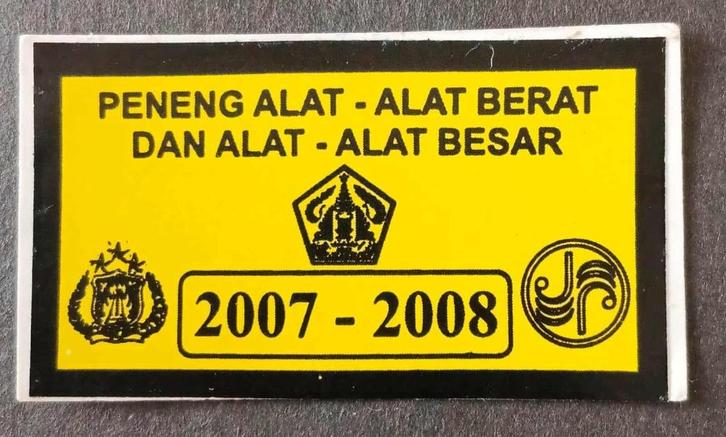 PENENG ALAT - ALAT BERAT
DAN ALAT - ALAT BESAR
2007 - 2008